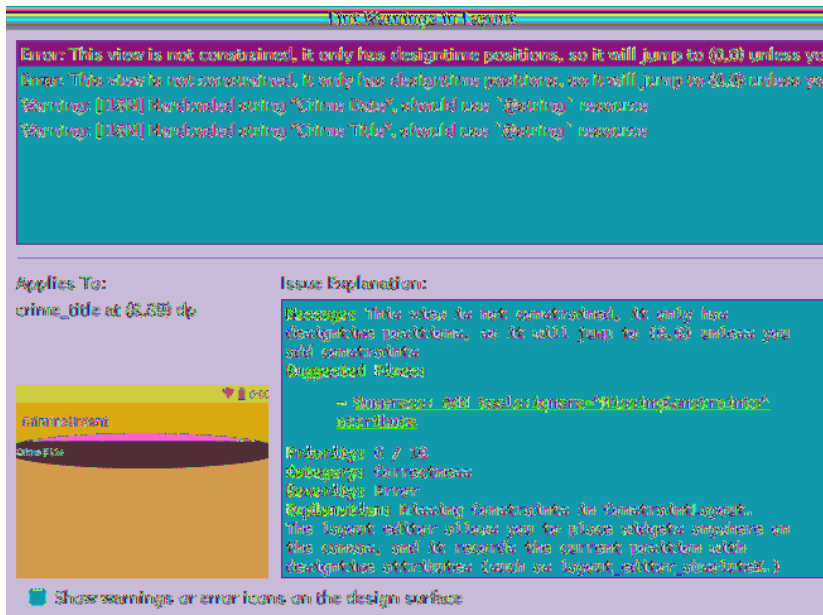 Lint Warnings in Layout
Error: This view is not constrained, it only has designtime positions, so it will jump to (0,0) unless yo
Error: This view is not constrained, it only has designtime positions, so it will jump to (0,0) unless yo
Warning: [I18N] Hardcoded string "Crime Date", should use `@string` resource
Warning: [I18N] Hardcoded string "Crime Title", should use `@string` resource
Applies To:
crime_title at dp
Issue Explanation:
Message: This view is not constrained, it only has
designtime positions, so it will jump to (0,0) unless you
add constraints
Suggested Fixes:
– Suppress: Add tools:ignore="MissingConstraints"
attribute
Priority: 6 / 10
Category: Correctness
Severity: Error
Explanation: Missing Constraints in ConstraintLayout.
The layout editor allows you to place widgets anywhere on
the canvas, and it records the current position with
designtime attributes (such as layout_editor_absoluteX.)
CriminalIntent
Show warnings or error icons on the design surface